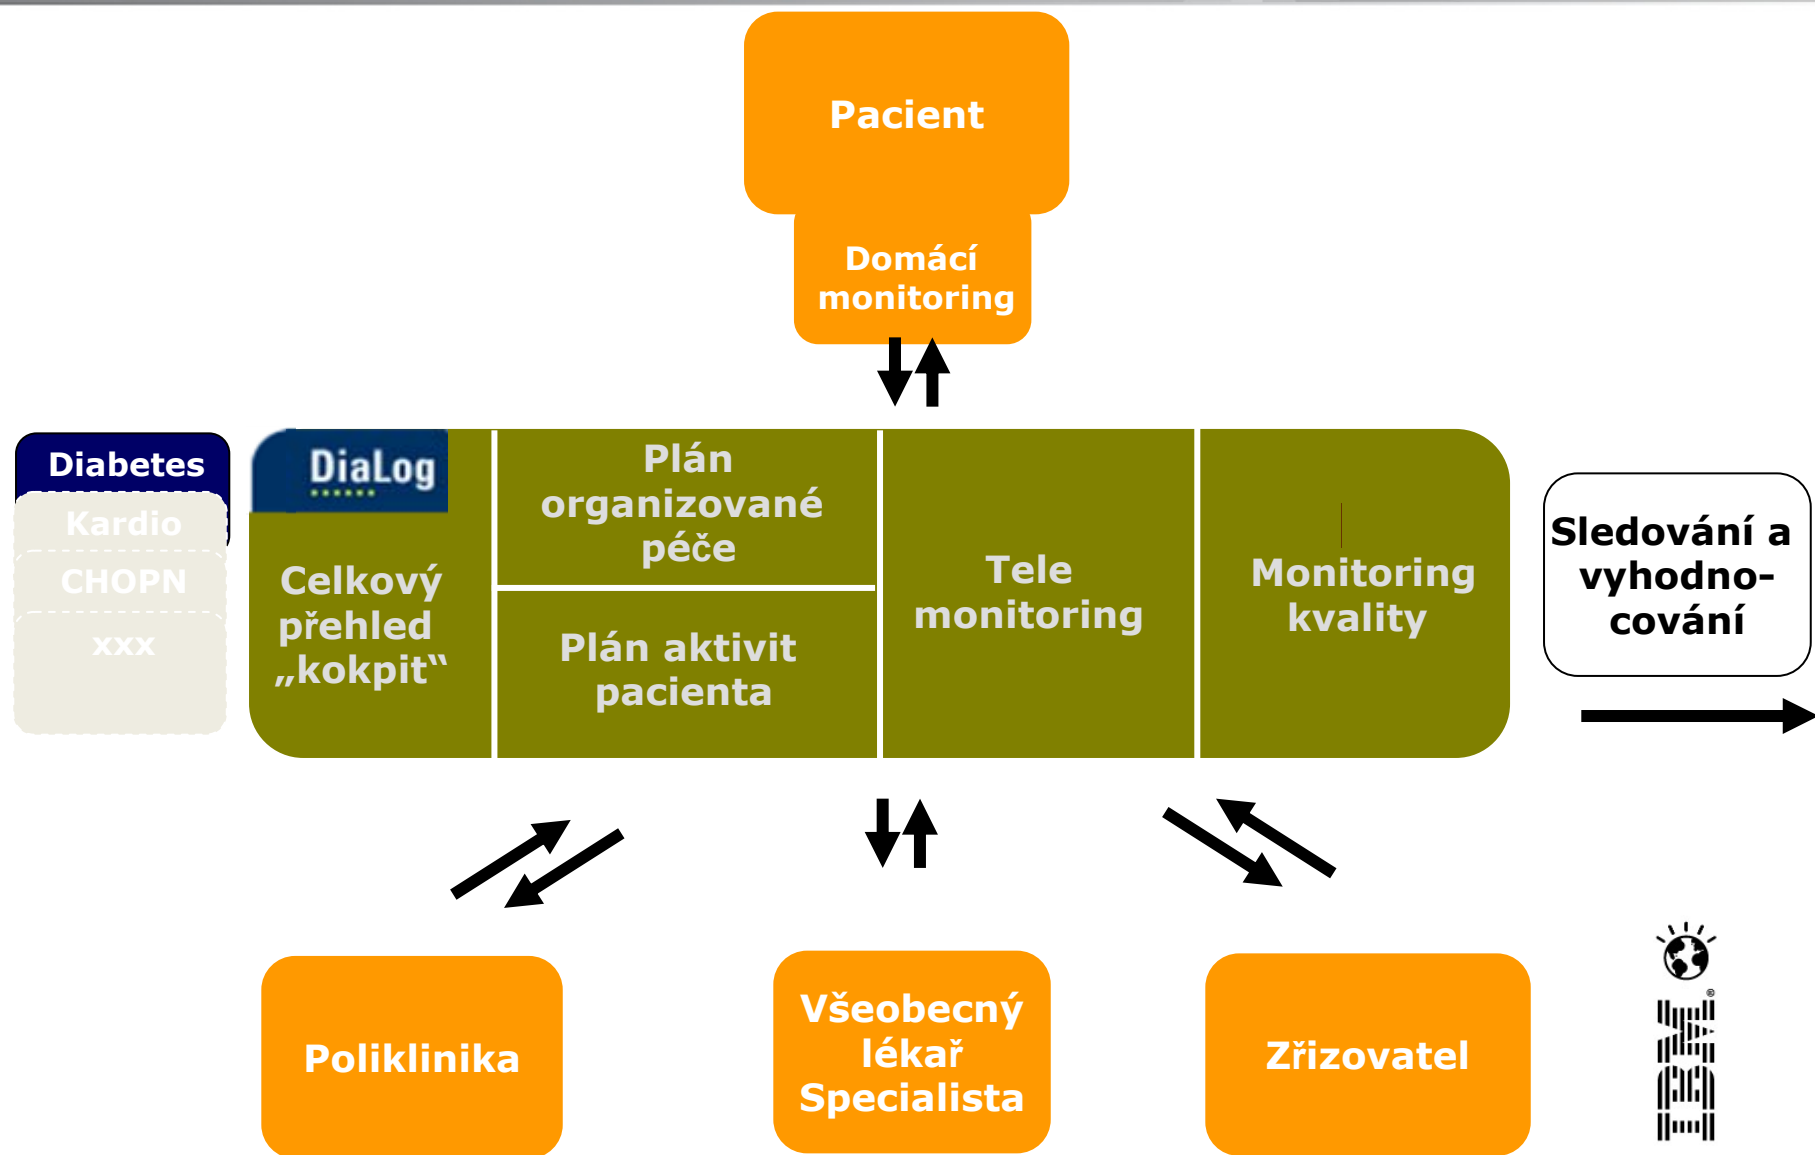 Pacient
Domácí
monitoring
Diabetes
Kardio
CHOPN
xxx
DiaLog
Celkový
přehled
„kokpit“
Plán
organizované
péče
Plán aktivit
pacienta
Tele
monitoring
Monitoring
kvality
Sledování a
vyhodno-
cování
Poliklinika
Všeobecný
lékař
Specialista
Zřizovatel
IBM®